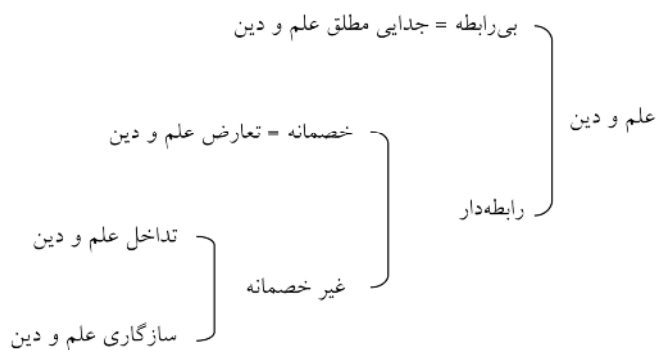 بی‌رابطه = جدایی مطلق علم و دین
علم و دین
خصمانه = تعارض علم و دین
رابطه‌دار
تداخل علم و دین
غیر خصمانه
سازگاری علم و دین